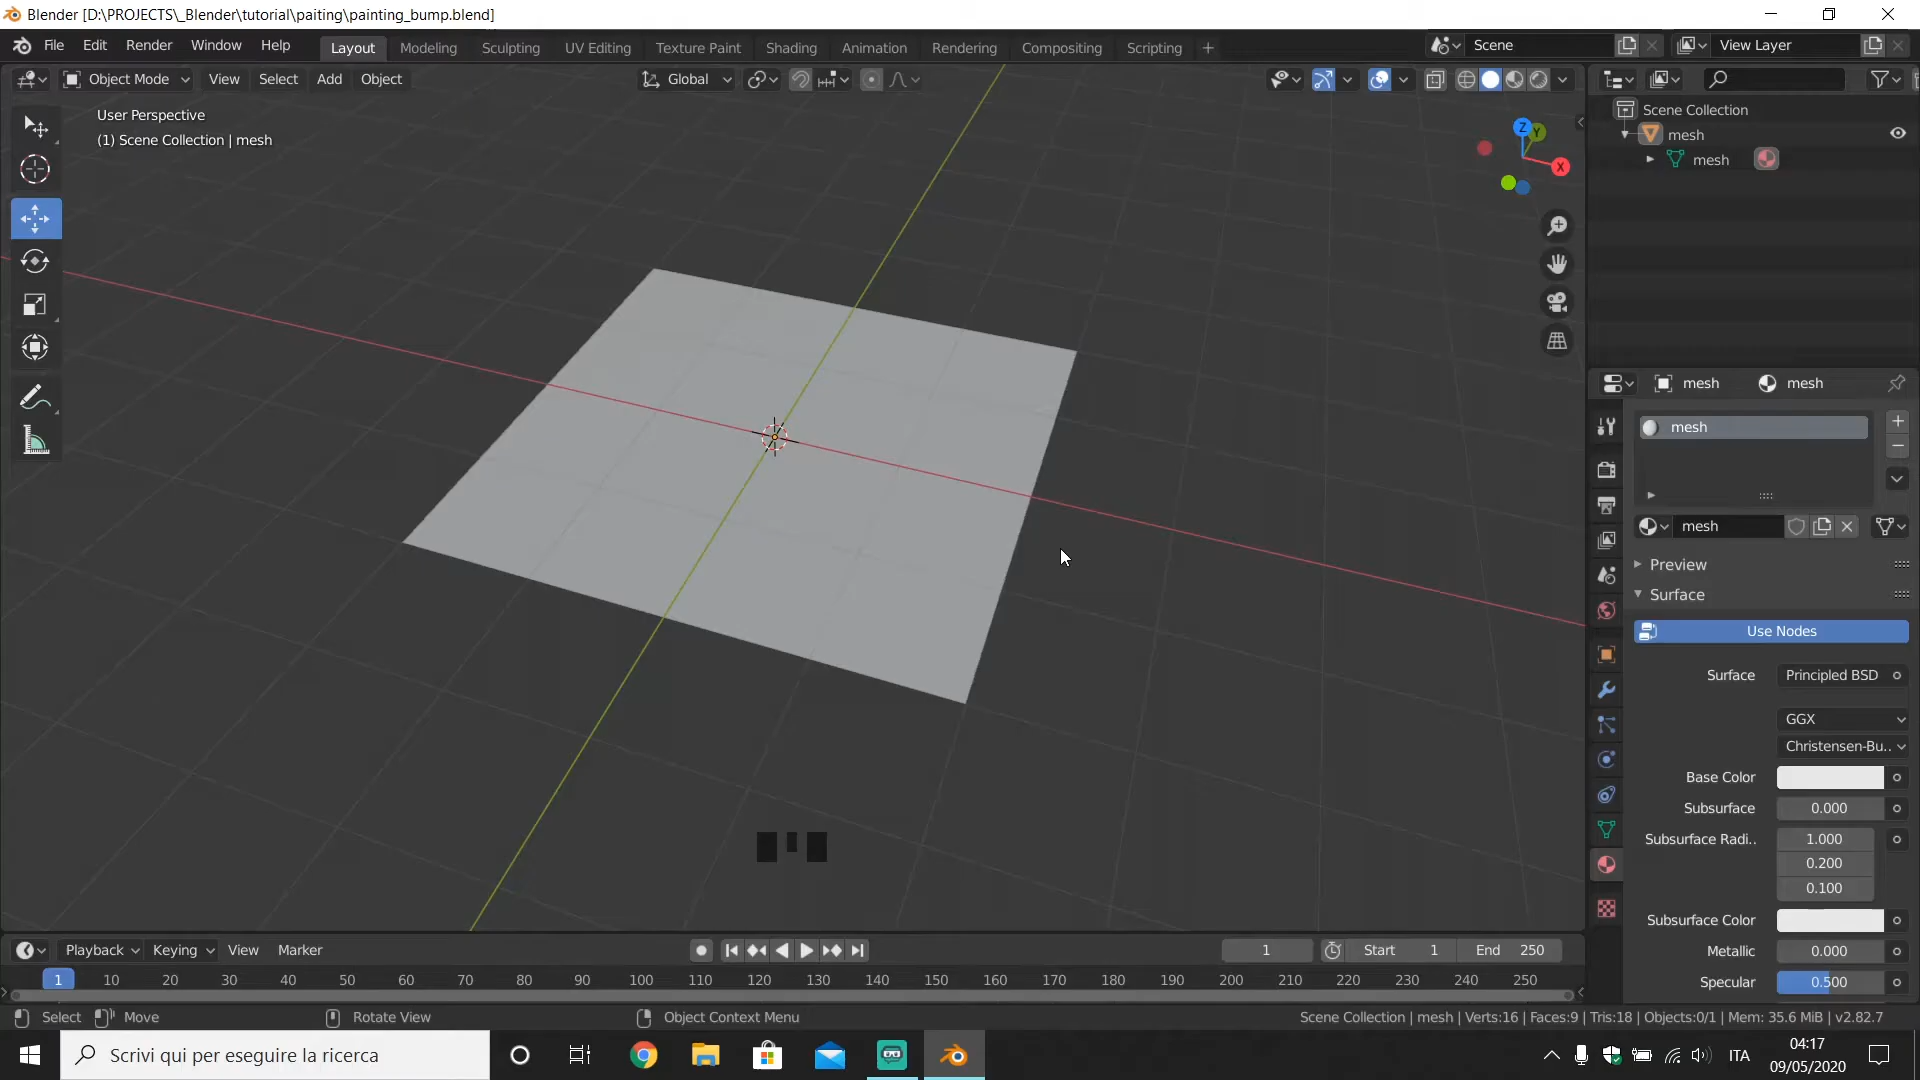 Blender [D:\PROJECTS\_Blender\tutorial\paiting\painting_bump.blend]
File Edit Render Window Help Layout Modeling Sculpting UV Editing Texture Paint Shading Animation Rendering Compositing Scripting + Scene View Layer
Object Mode View Select Add Object Global
User Perspective
(1) Scene Collection | mesh
Z Y X
Scene Collection
mesh
mesh
mesh mesh
mesh
mesh
Preview
Surface
Use Nodes
Surface Principled BSD
GGX
Christensen-Bu..
Base Color
Subsurface 0.000
Subsurface Radi.. 1.000
0.200
0.100
Subsurface Color
Metallic 0.000
Specular 0.500
Playback Keying View Marker 1 Start 1 End 250
1 10 20 30 40 50 60 70 80 90 100 110 120 130 140 150 160 170 180 190 200 210 220 230 240 250
Select Move Rotate View Object Context Menu Scene Collection | mesh | Verts:16 | Faces:9 | Tris:18 | Objects:0/1 | Mem: 35.6 MiB | v2.82.7
Scrivi qui per eseguire la ricerca ITA 04:17
09/05/2020